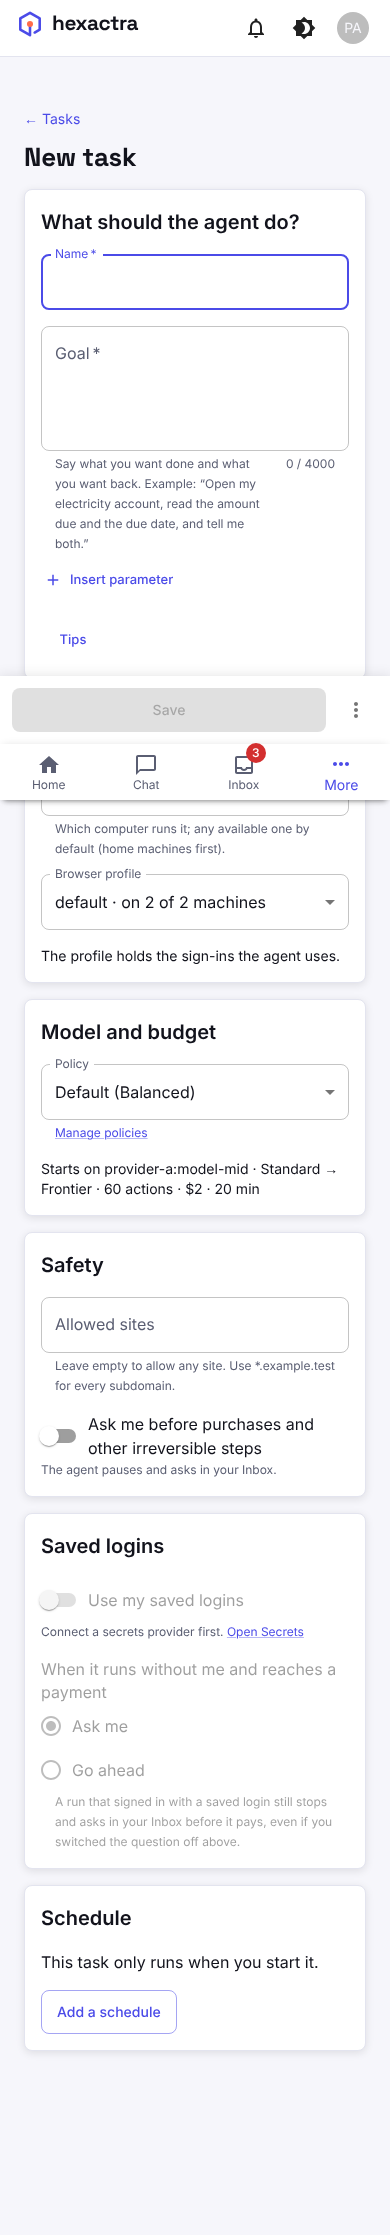 hexactra
PA
← Tasks
New task
What should the agent do?
Name *
Goal *
Say what you want done and what
you want back. Example: “Open my
electricity account, read the amount
due and the due date, and tell me
both.”
0 / 4000
+ Insert parameter
Tips
Save
Home
Chat
3
Inbox
More
Which computer runs it; any available one by
default (home machines first).
Browser profile
default · on 2 of 2 machines
The profile holds the sign-ins the agent uses.
Model and budget
Policy
Default (Balanced)
Manage policies
Starts on provider-a:model-mid · Standard →
Frontier · 60 actions · $2 · 20 min
Safety
Allowed sites
Leave empty to allow any site. Use *.example.test
for every subdomain.
Ask me before purchases and
other irreversible steps
The agent pauses and asks in your Inbox.
Saved logins
Use my saved logins
Connect a secrets provider first. Open Secrets
When it runs without me and reaches a
payment
Ask me
Go ahead
A run that signed in with a saved login still stops
and asks in your Inbox before it pays, even if you
switched the question off above.
Schedule
This task only runs when you start it.
Add a schedule